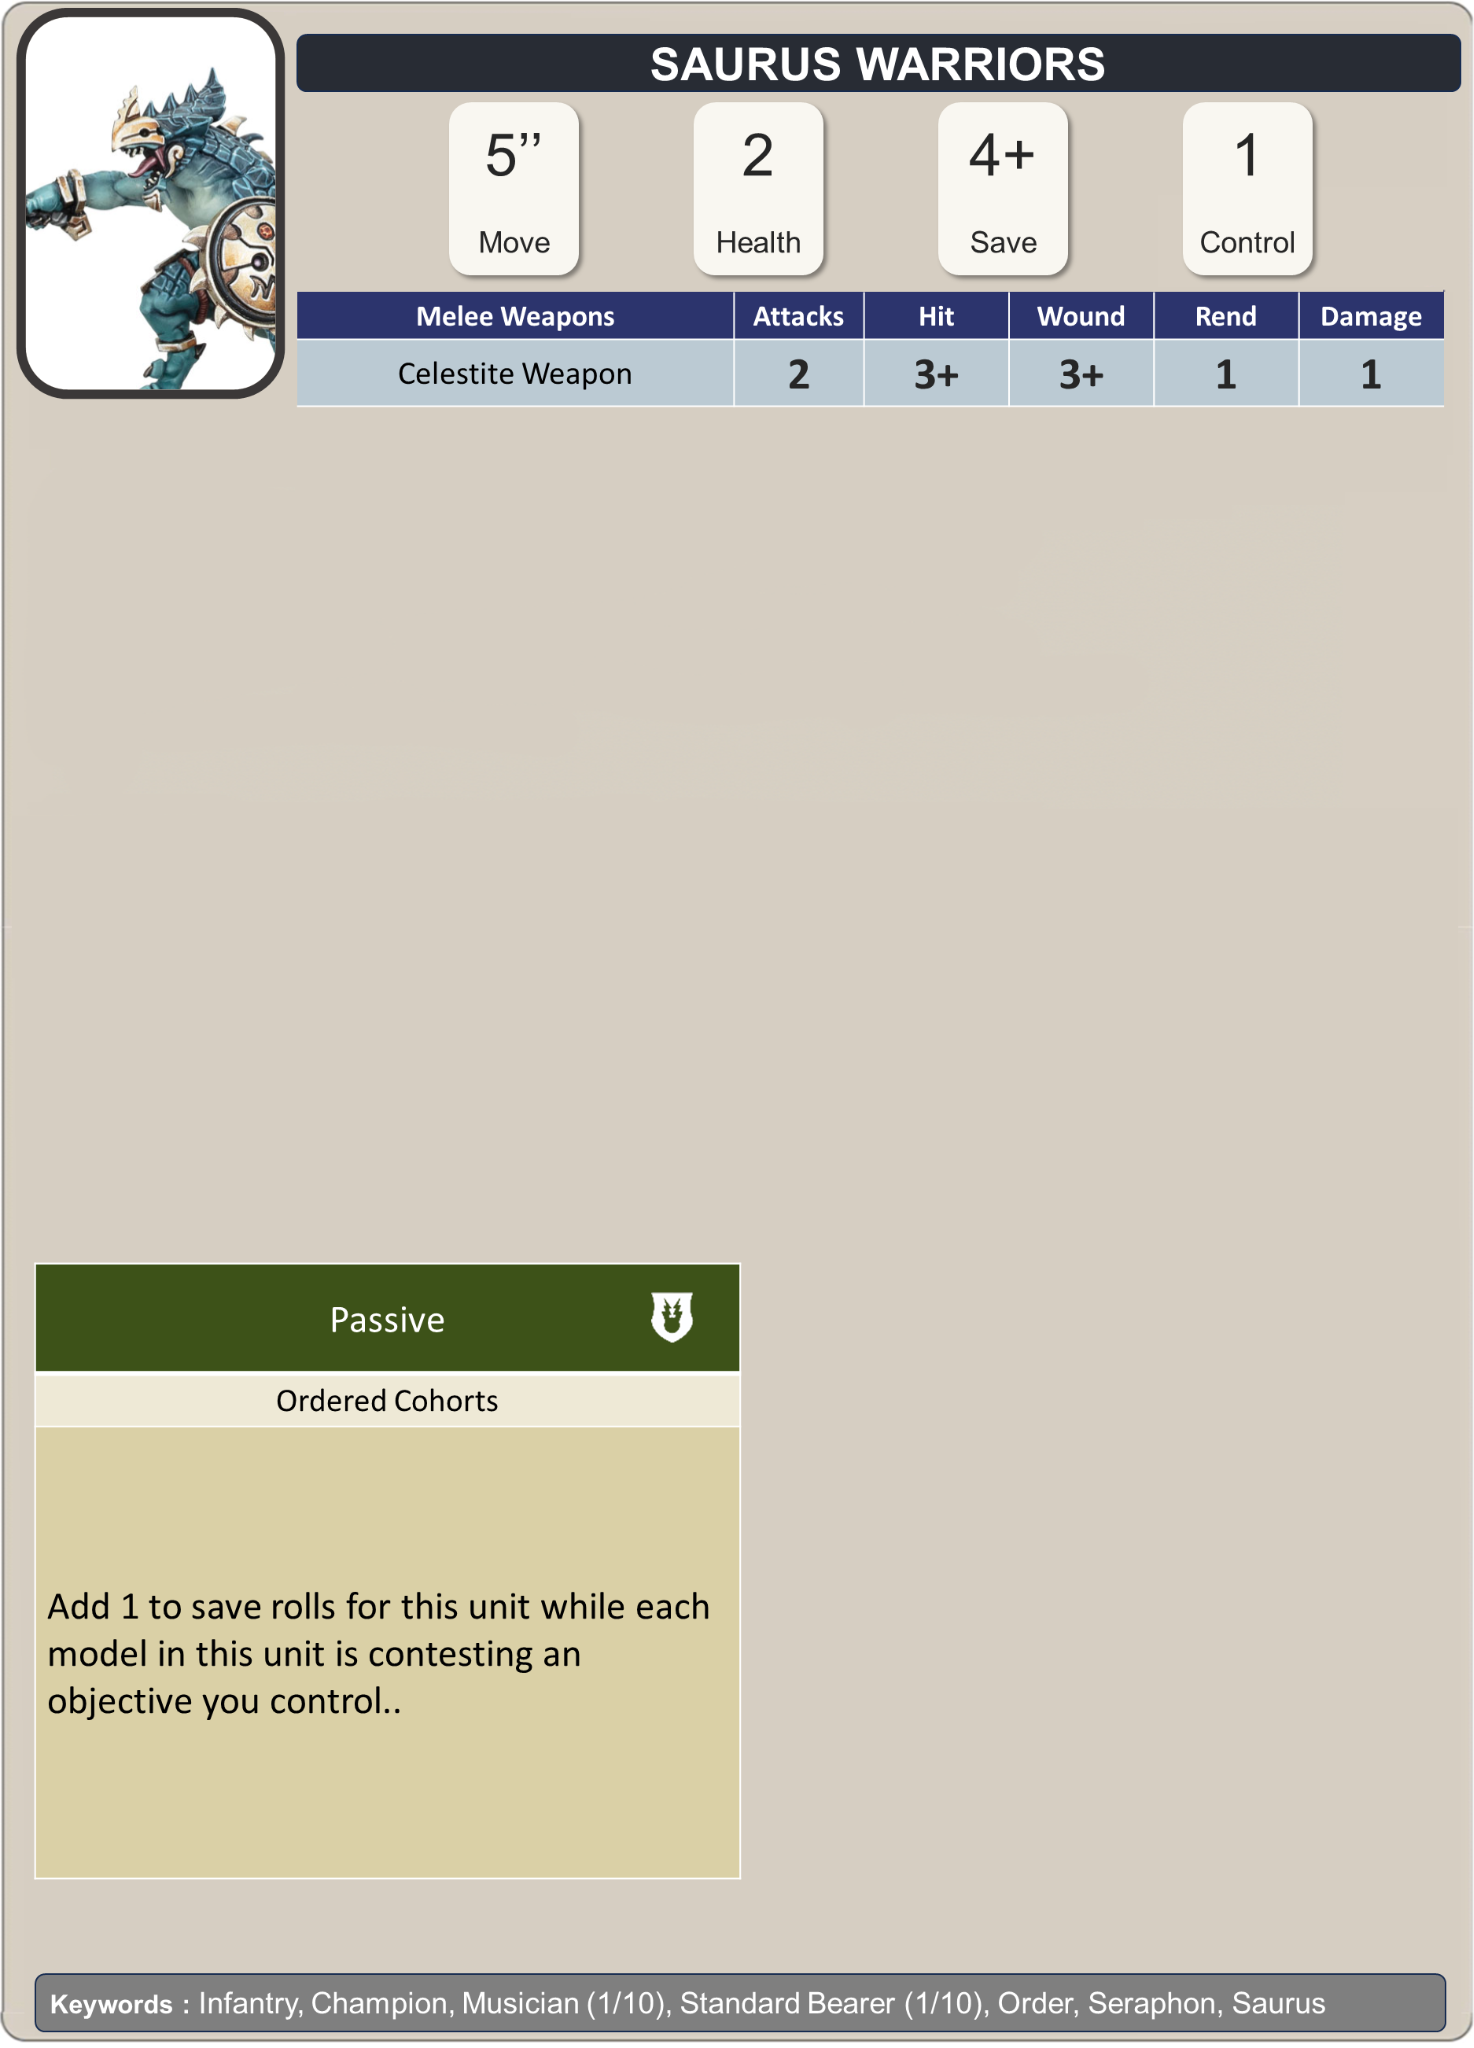 SAURUS WARRIORS
5’’ 2 4+ 1
Move Health Save Control
Melee Weapons Attacks Hit Wound Rend Damage
Celestite Weapon 2 3+ 3+ 1 1
Passive
Ordered Cohorts
Add 1 to save rolls for this unit while each
model in this unit is contesting an
objective you control..
Keywords : Infantry, Champion, Musician (1/10), Standard Bearer (1/10), Order, Seraphon, Saurus